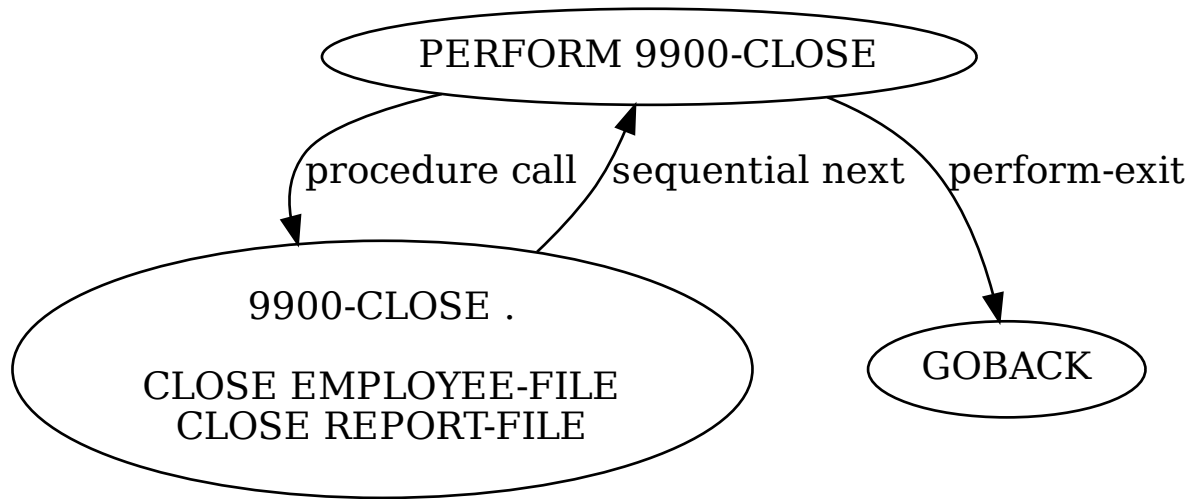 PERFORM 9900-CLOSE
procedure call
sequential next
perform-exit
9900-CLOSE .
CLOSE EMPLOYEE-FILE
CLOSE REPORT-FILE
GOBACK